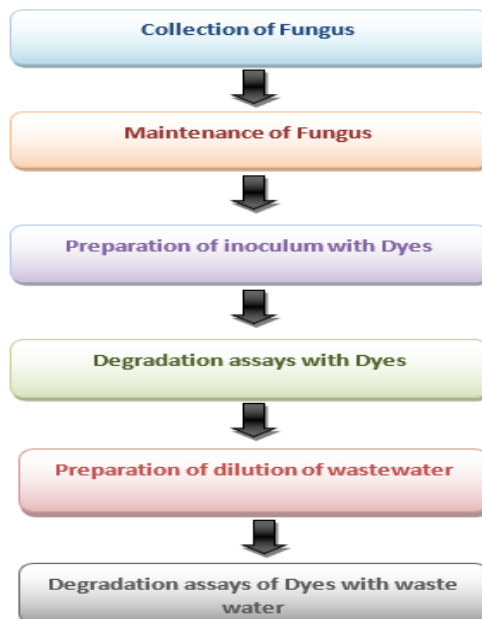 Collection of Fungus
Maintenance of Fungus
Preparation of inoculum with Dyes
Degradation assays with Dyes
Preparation of dilution of wastewater
Degradation assays of Dyes with waste
water